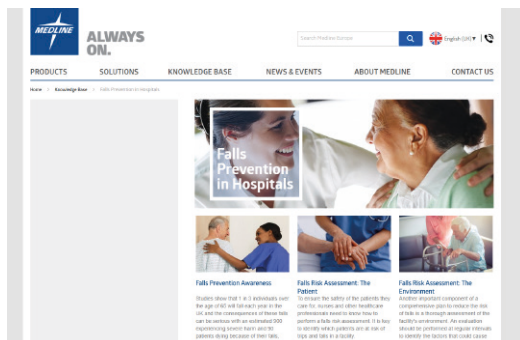 MEDLINE
ALWAYS
ON.
Search Medline Europe
English (UK)
PRODUCTS SOLUTIONS KNOWLEDGE BASE NEWS & EVENTS ABOUT MEDLINE CONTACT US
Home > Knowledge Base > Falls Prevention in Hospitals
Falls
Prevention
in Hospitals
Falls Prevention Awareness
Studies show that 1 in 3 individuals over
the age of 60 will fall each year in the
UK and the consequences of these falls
can be serious with an estimated
experiencing severe harm and 90
patients dying because of their falls.
Falls Risk Assessment: The
Patient
To ensure the safety of the patients they
care for, nurses and other healthcare
professionals need to know how to
perform a falls risk assessment. It is key
to identify which patients are at risk of
trips and falls in a facility
Falls Risk Assessment: The
Environment
Another important component of a
comprehensive plan to reduce the risk
of falls is a thorough assessment of the
facility's environment. An evaluation
should be performed at regular intervals
to identify the factors that could cause